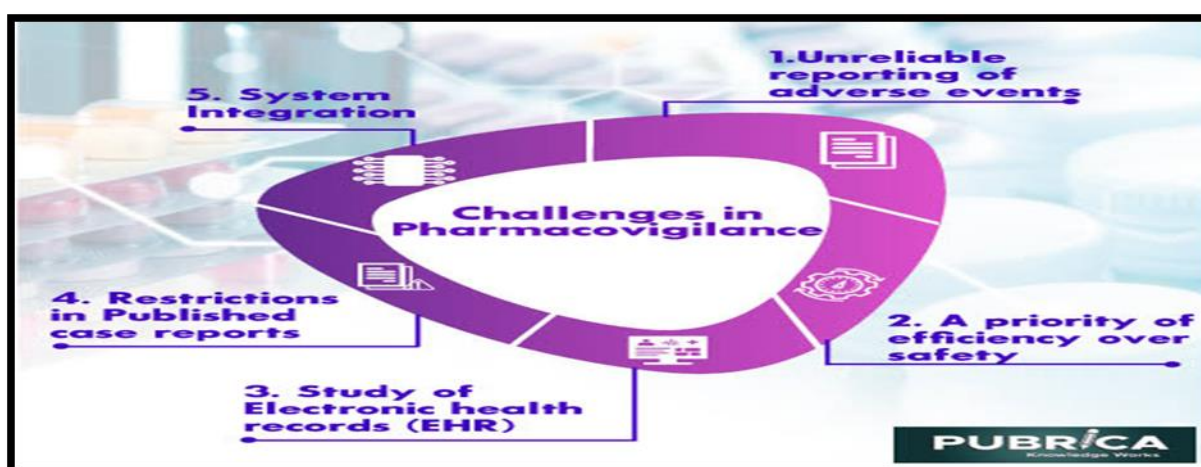 1.Unreliable
reporting of
adverse events
5. System
Integration
Challenges in
Pharmacovigilance
4. Restrictions
in Published
case reports
2. A priority of
efficiency over
safety
3. Study of
Electronic health
records (EHR)
PUBRICA
Knowledge Works